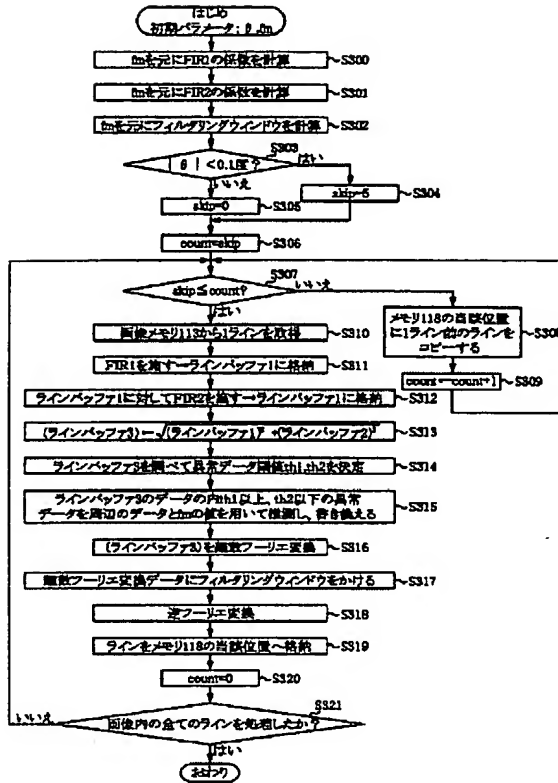 はじめ
初期パラメータ:θ,fm
fmを元にFIR1の係数を計算
S300
fmを元にFIR2の係数を計算
S301
fmを元にフィルタリングウィンドウを計算
S302
S303
|θ|<0.1度?
はい
いいえ
skip=5
S304
skip=0
S305
count=skip
S306
S307
skip≦count?
いいえ
はい
メモリ118の当該位置
に1ライン前のラインを
コピーする
S308
count←count+1
S309
画像メモリ113から1ラインを取得
S310
FIR1を施す→ラインバッファ1に格納
S311
ラインバッファ1に対してFIR2を施す→ラインバッファ1に格納
S312
(ラインバッファ3)←√(ラインバッファ1)²+(ラインバッファ2)²
S313
ラインバッファ3を調べて異常データ閾値th1,th2を決定
S314
ラインバッファ3のデータの内th1以上,th2以下の異常
データを周辺のデータとfmの値を用いて推測し、書き換える
S315
(ラインバッファ3)を離散フーリエ変換
S316
離散フーリエ変換データにフィルタリングウインドウをかける
S317
逆フーリエ変換
S318
ラインをメモリ118の当該位置へ格納
S319
count=0
S320
S321
いいえ
画像内の全てのラインを処理したか?
はい
おわり